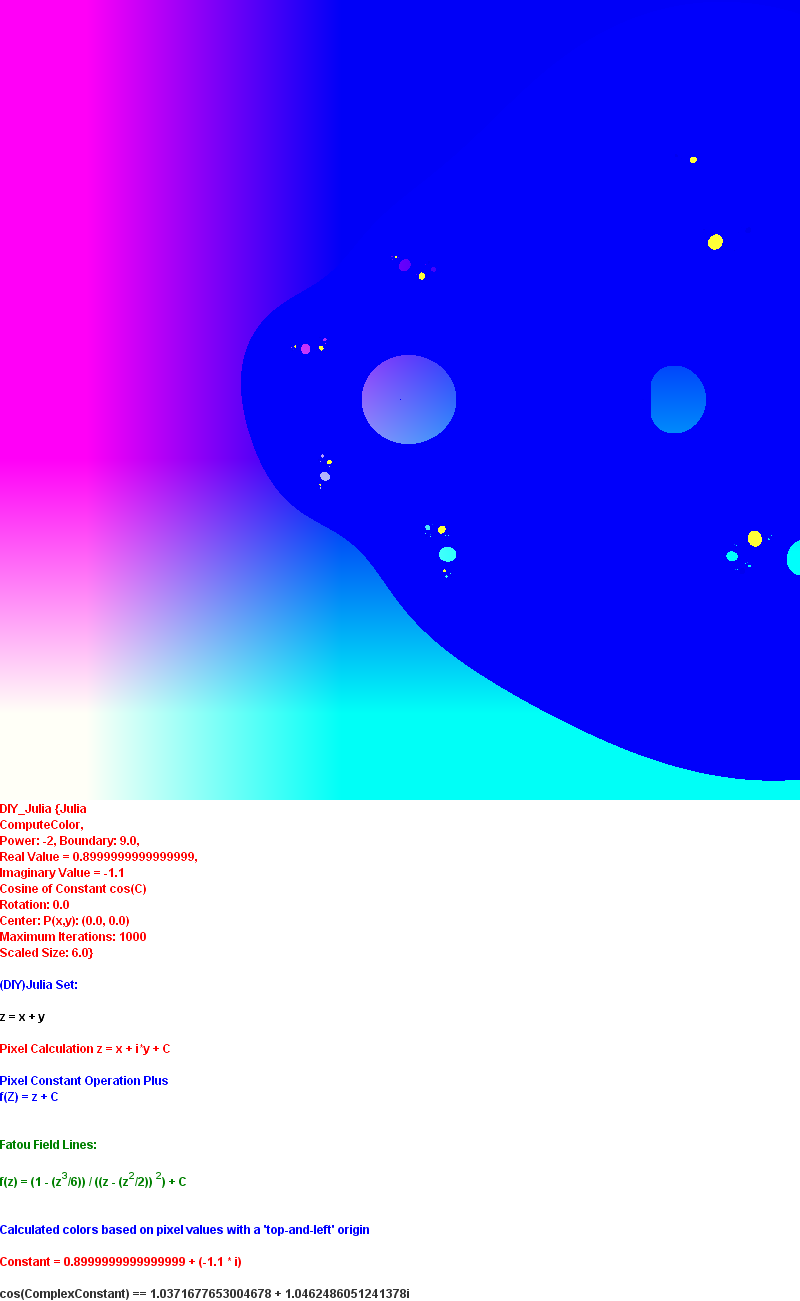 DIY_Julia {Julia
ComputeColor,
Power: -2, Boundary: 9.0,
Real Value = 0.8999999999999999,
Imaginary Value = -1.1
Cosine of Constant cos(C)
Rotation: 0.0
Center: P(x,y): (0.0, 0.0)
Maximum Iterations: 1000
Scaled Size: 6.0}
(DIY)Julia Set:
z = x + y
Pixel Calculation z = x + i*y + C
Pixel Constant Operation Plus
f(Z) = z + C
Fatou Field Lines:
f(z) = (1 - (z^3/6)) / ((z - (z^2/2)) ^2) + C
Calculated colors based on pixel values with a 'top-and-left' origin
Constant = 0.8999999999999999 + (-1.1 * i)
cos(ComplexConstant) == 1.0371677653004678 + 1.0462486051241378i